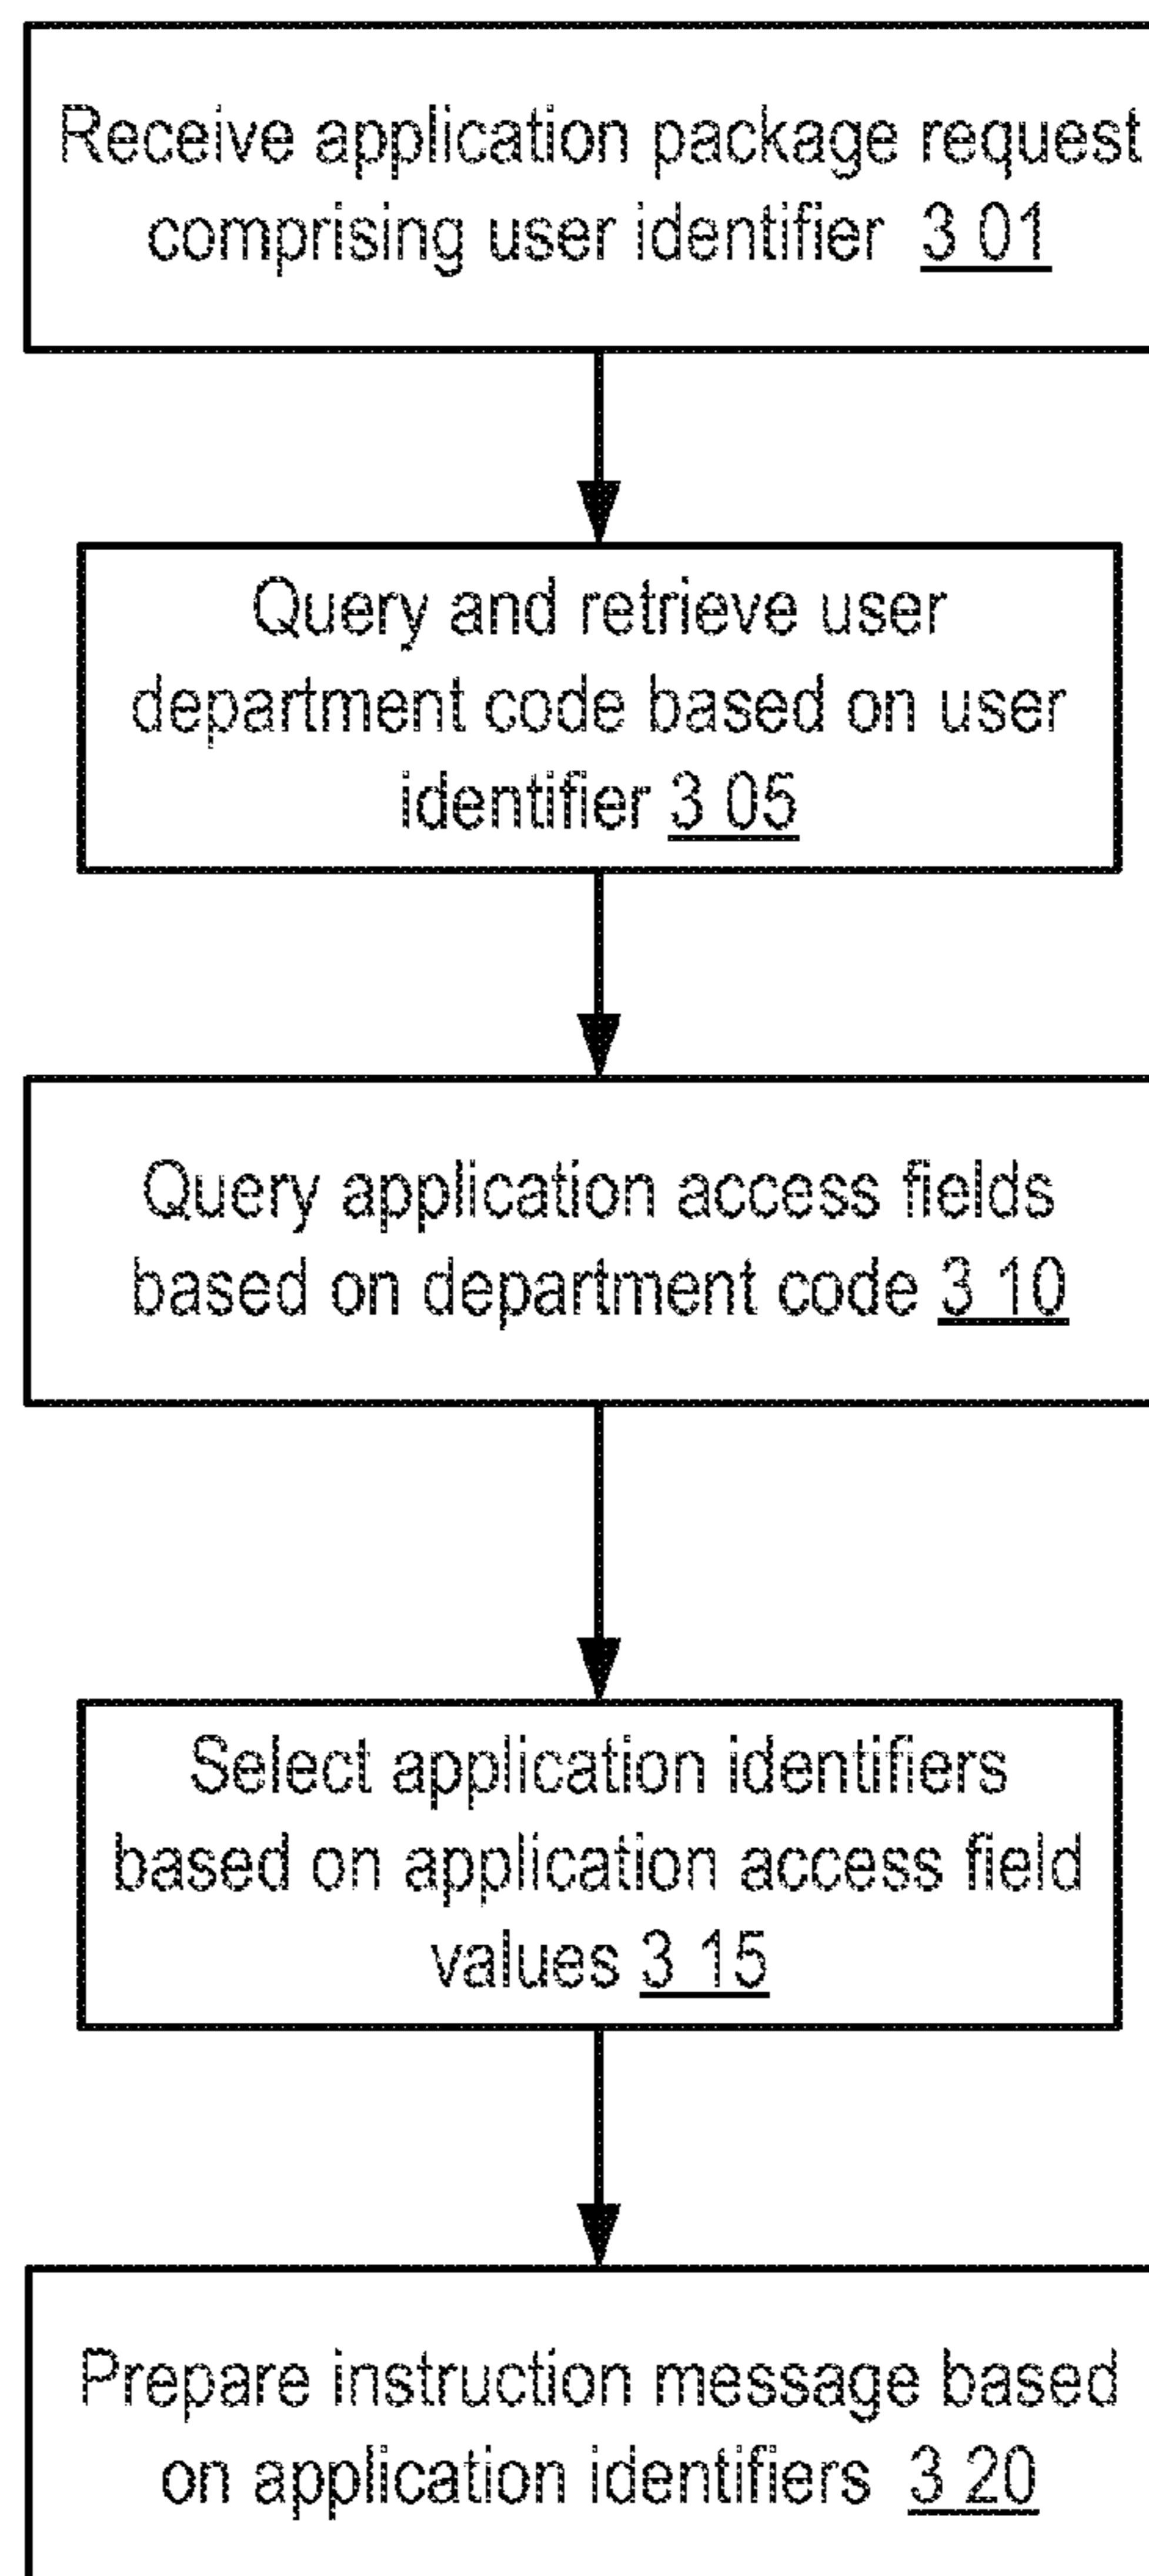 Receive application package request
comprising user identifier 3 01
Query and retrieve user
department code based on user
identifier 3 05
Query application access fields
based on department code 3 10
Select application identifiers
based on application access field
values 3 15
Prepare instruction message based
on application identifiers 3 20